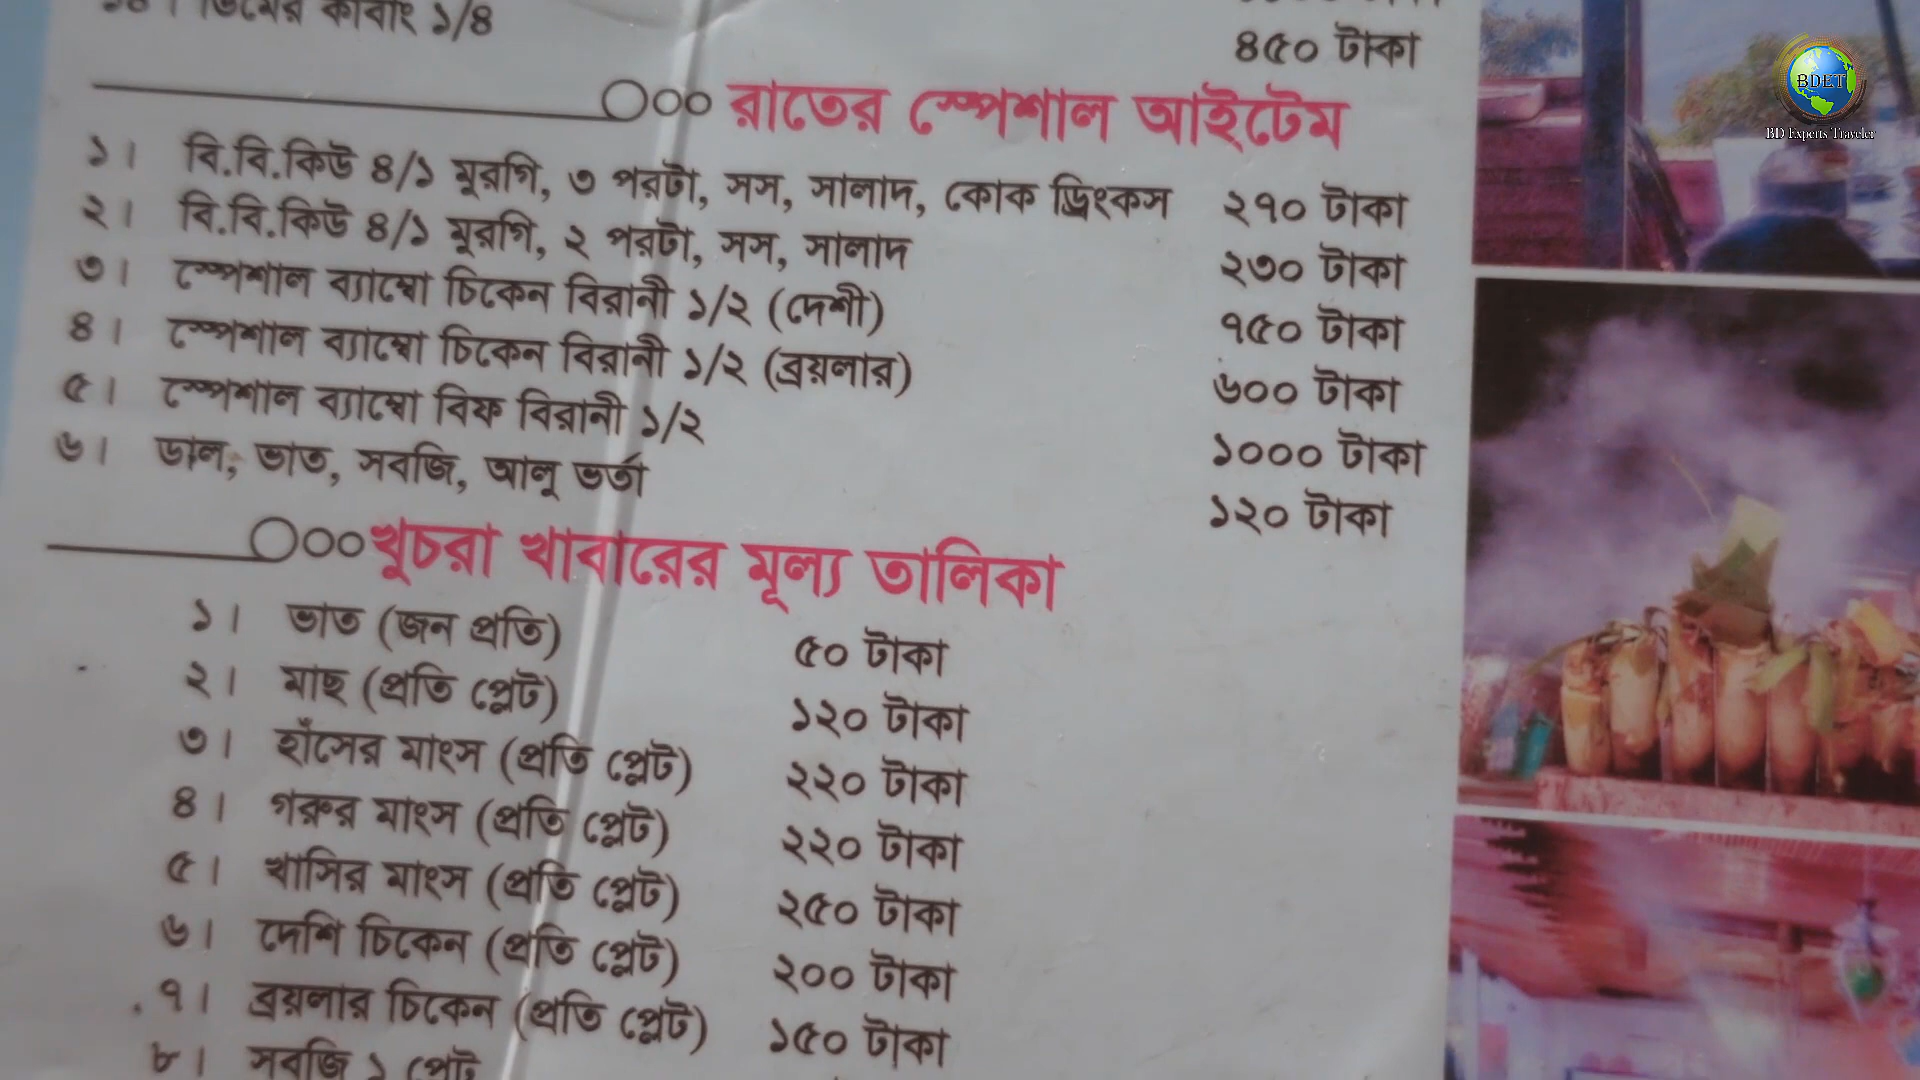 ডিমের কাবাং ১/৪
৪৫০ টাকা
রাতের স্পেশাল আইটেম
১। বি.বি.কিউ ৪/১ মুরগি, ৩ পরটা, সস, সালাদ, কোক ড্রিংকস ২৭০ টাকা
২। বি.বি.কিউ ৪/১ মুরগি, ২ পরটা, সস, সালাদ ২৩০ টাকা
৩। স্পেশাল ব্যাম্বো চিকেন বিরানী ১/২ (দেশী) ৭৫০ টাকা
৪। স্পেশাল ব্যাম্বো চিকেন বিরানী ১/২ (ব্রয়লার) ৬০০ টাকা
৫। স্পেশাল ব্যাম্বো বিফ বিরানী ১/২ ১০০০ টাকা
৬। ডাল, ভাত, সবজি, আলু ভর্তা ১২০ টাকা
খুচরা খাবারের মূল্য তালিকা
১। ভাত (জন প্রতি) ৫০ টাকা
২। মাছ (প্রতি প্লেট) ১২০ টাকা
৩। হাঁসের মাংস (প্রতি প্লেট) ২২০ টাকা
৪। গরুর মাংস (প্রতি প্লেট) ২২০ টাকা
৫। খাসির মাংস (প্রতি প্লেট) ২৫০ টাকা
৬। দেশি চিকেন (প্রতি প্লেট) ২০০ টাকা
৭। ব্রয়লার চিকেন (প্রতি প্লেট) ১৫০ টাকা
৮। সবজি ১ প্লেট
BDET
BD Experts Traveler